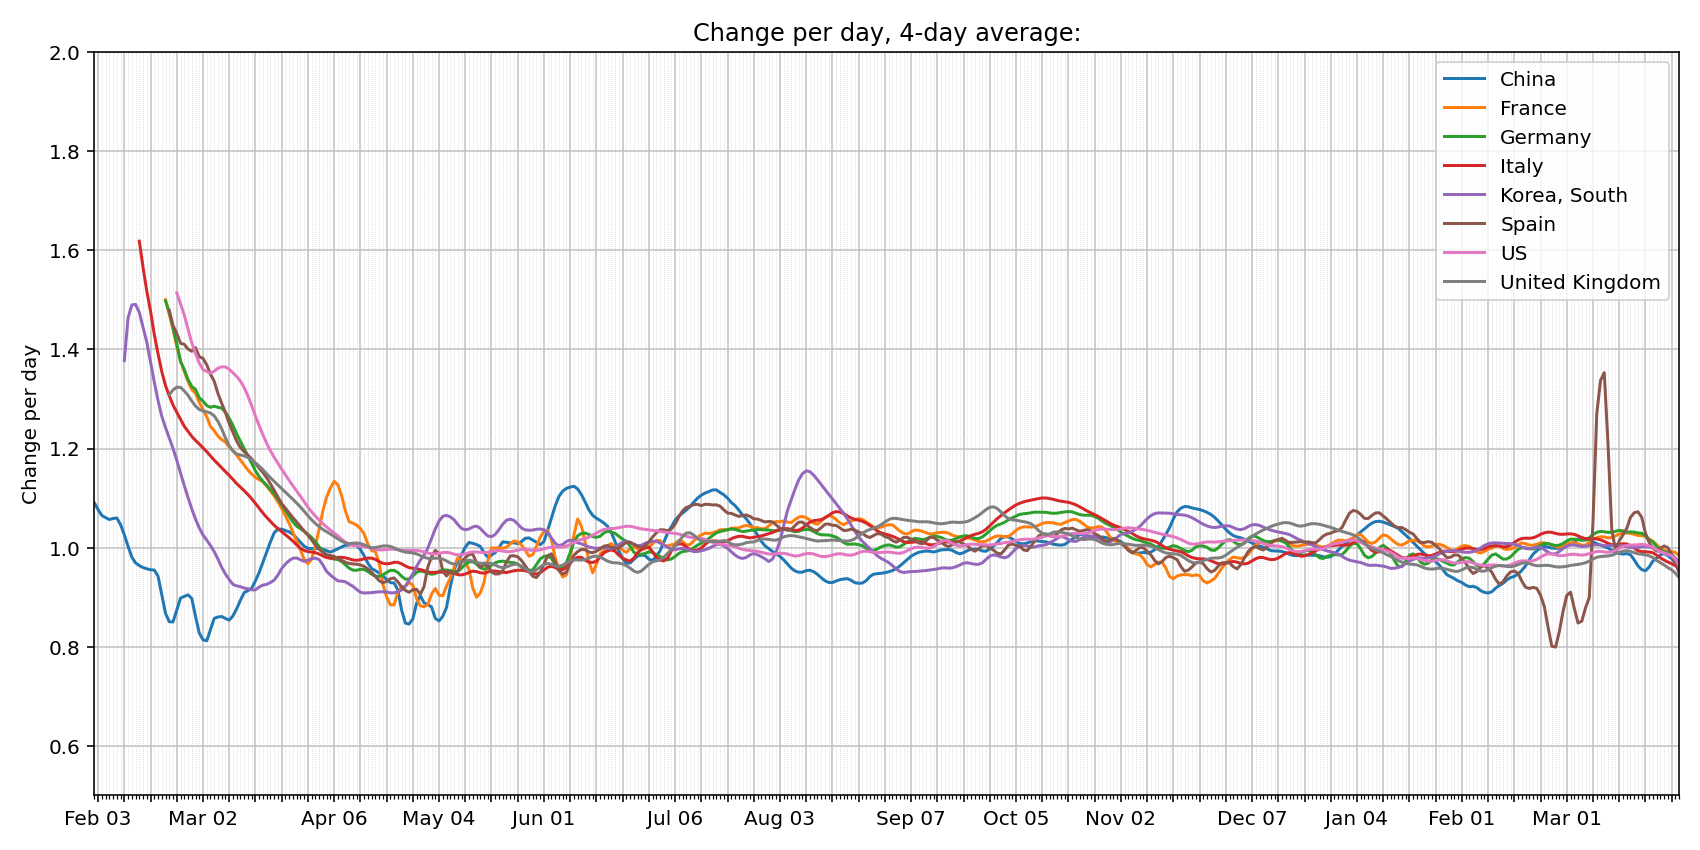 Change per day, 4-day average:
Change per day
2.0
1.8
1.6
1.4
1.2
1.0
0.8
0.6
China
France
Germany
Italy
Korea, South
Spain
US
United Kingdom
Feb 03 Mar 02 Apr 06 May 04 Jun 01 Jul 06 Aug 03 Sep 07 Oct 05 Nov 02 Dec 07 Jan 04 Feb 01 Mar 01